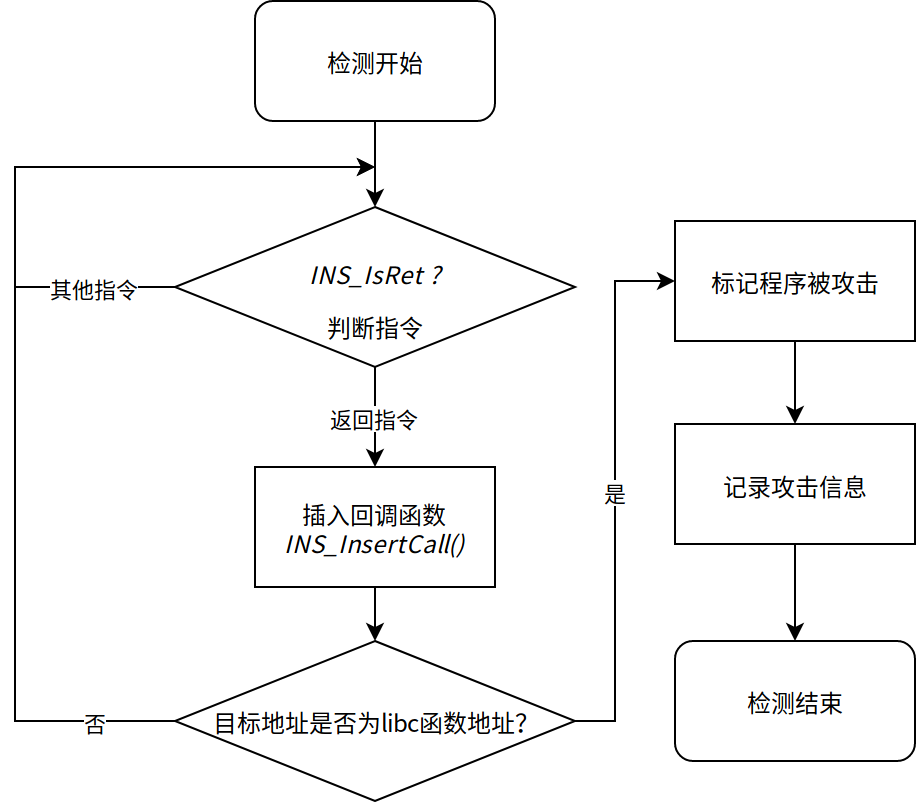 检测开始
INS_IsRet ?
判断指令
其他指令
返回指令
插入回调函数
INS_InsertCall()
目标地址是否为libc函数地址?
否
是
标记程序被攻击
记录攻击信息
检测结束